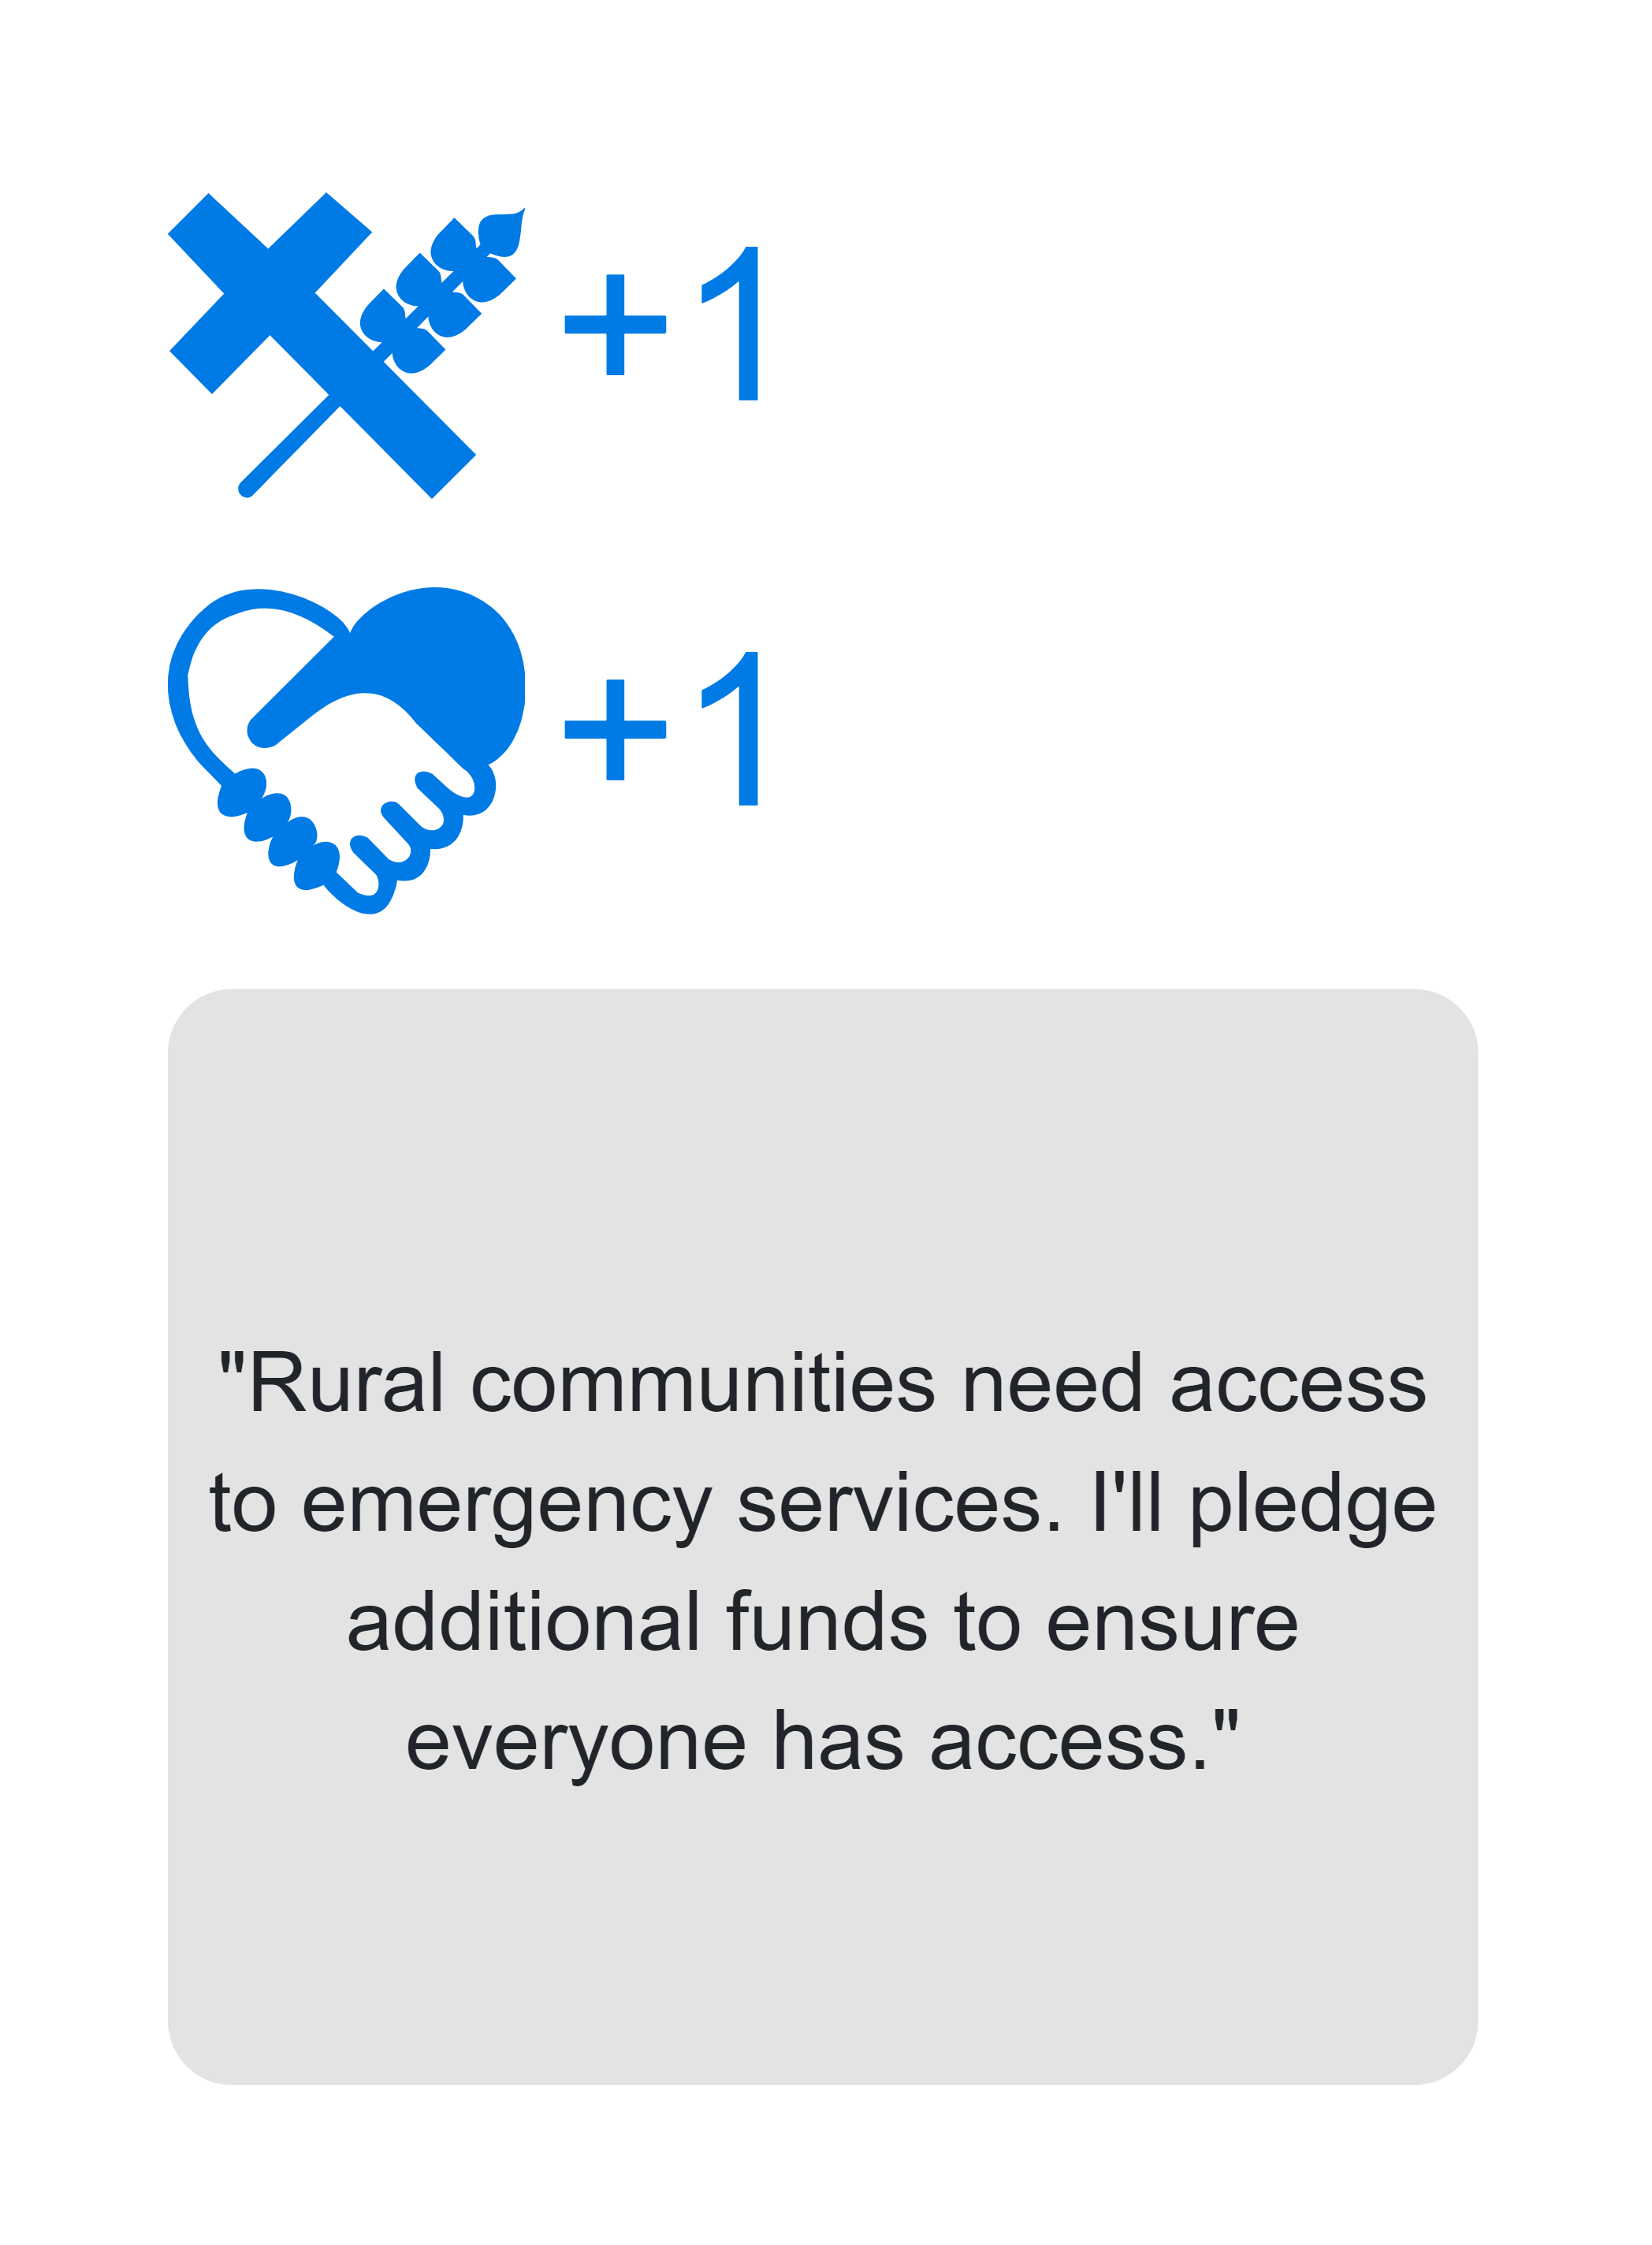 +1
+1
"Rural communities need access
to emergency services. I'll pledge
additional funds to ensure
everyone has access."